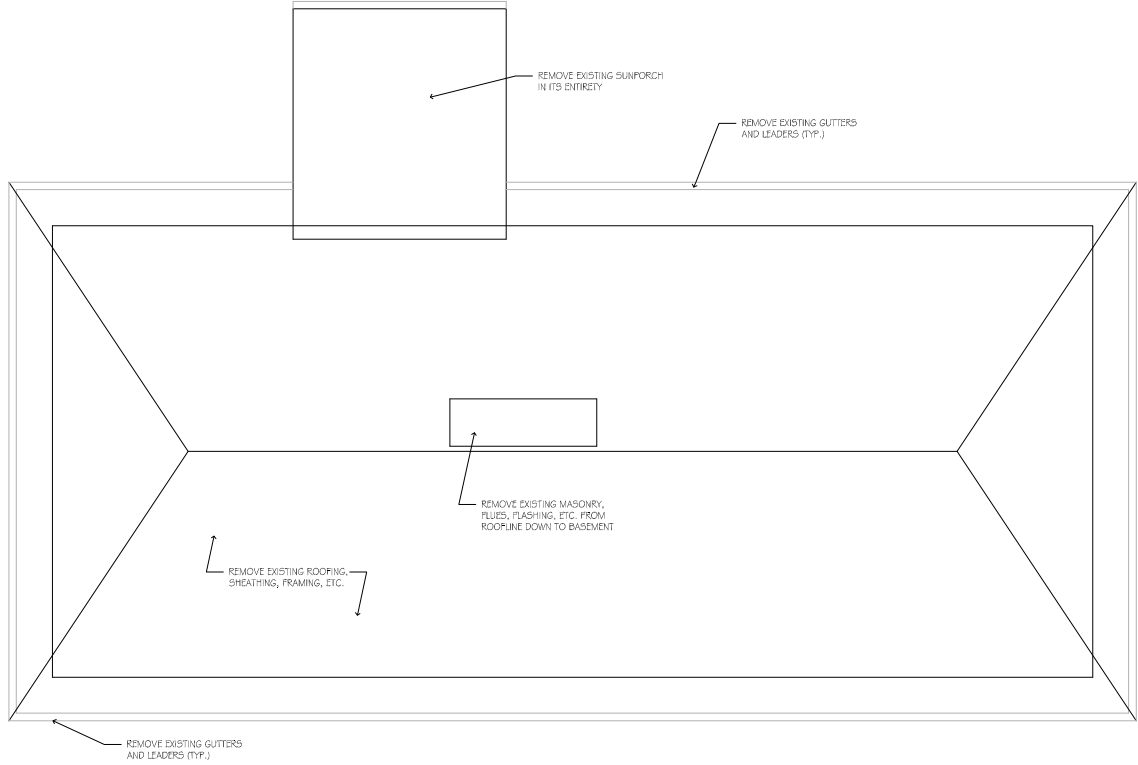 REMOVE EXISTING SUNPORCH
IN ITS ENTIRETY
REMOVE EXISTING GUTTERS
AND LEADERS (TYP.)
REMOVE EXISTING MASONRY,
FLUES, FLASHING, ETC. FROM
ROOFLINE DOWN TO BASEMENT
REMOVE EXISTING ROOFING,
SHEATHING, FRAMING, ETC.
REMOVE EXISTING GUTTERS
AND LEADERS (TYP.)